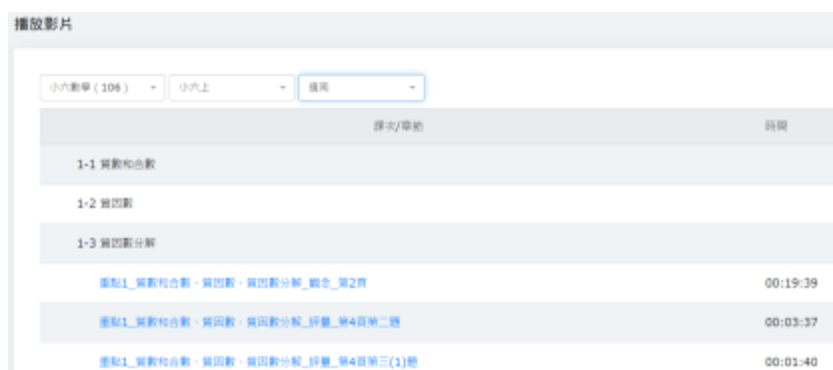 播放影片
小六數學(106) 小六上
課次/章節 時間
1-1 質數和合數
1-2 質因數
1-3 質因數分解
重點1_質數和合數、質因數、質因數分解_觀念_第2頁 00:19:39
重點1_質數和合數、質因數、質因數分解_評量_第4頁第二題 00:03:37
重點1_質數和合數、質因數、質因數分解_評量_第4頁第三(1)題 00:01:40